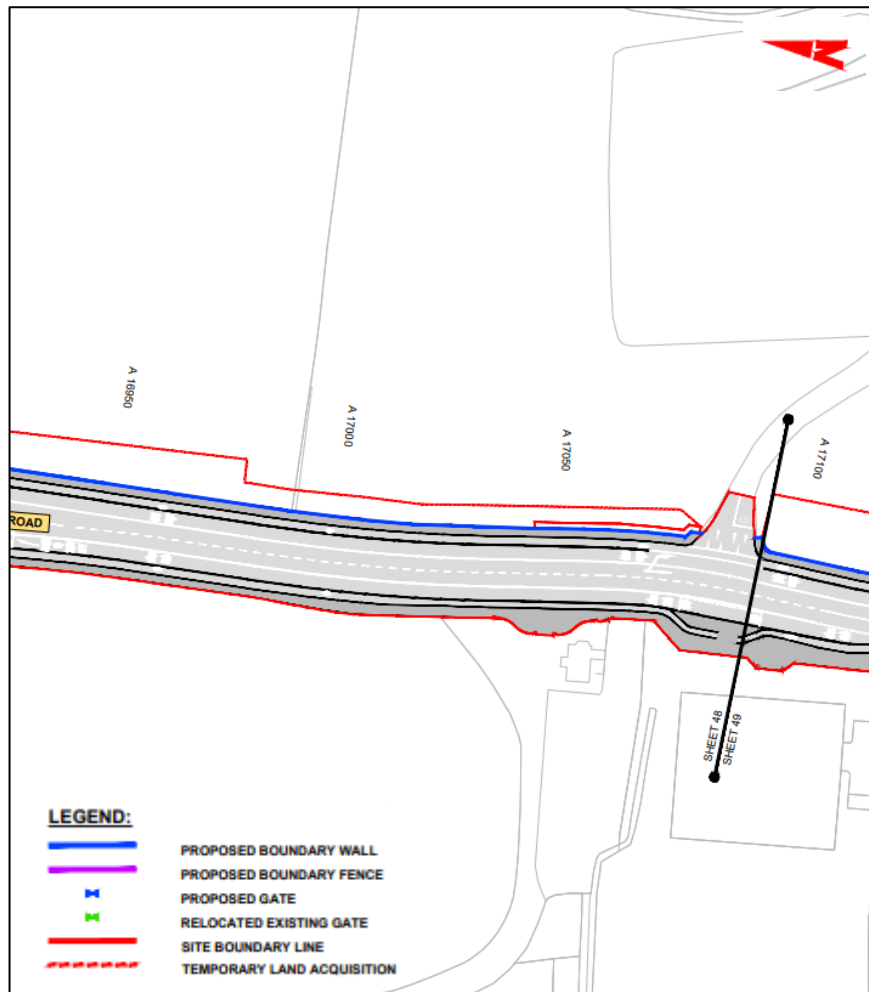 A 16950
A 17000
A 17050
A 17100
ROAD
SHEET 48
SHEET 49
LEGEND:
PROPOSED BOUNDARY WALL
PROPOSED BOUNDARY FENCE
PROPOSED GATE
RELOCATED EXISTING GATE
SITE BOUNDARY LINE
TEMPORARY LAND ACQUISITION